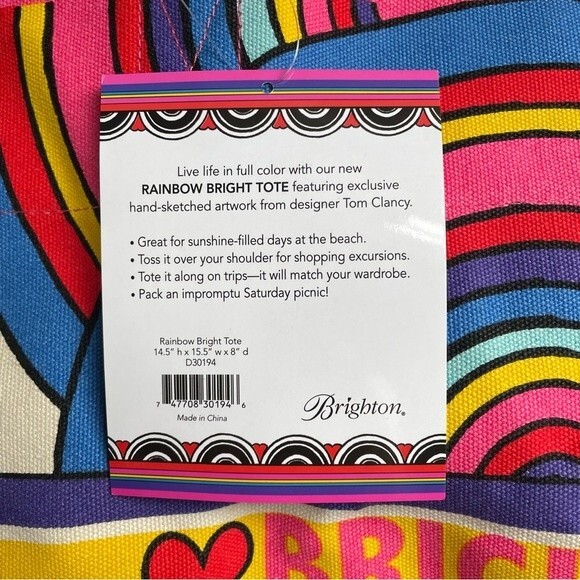 Live life in full color with our new
RAINBOW BRIGHT TOTE featuring exclusive
hand-sketched artwork from designer Tom Clancy.
• Great for sunshine-filled days at the beach.
• Toss it over your shoulder for shopping excursions.
• Tote it along on trips—it will match your wardrobe.
• Pack an impromptu Saturday picnic!
Rainbow Bright Tote
14.5" h x 15.5" w x 8" d
D30194
7 47708 30194 6
Made in China
Brighton®